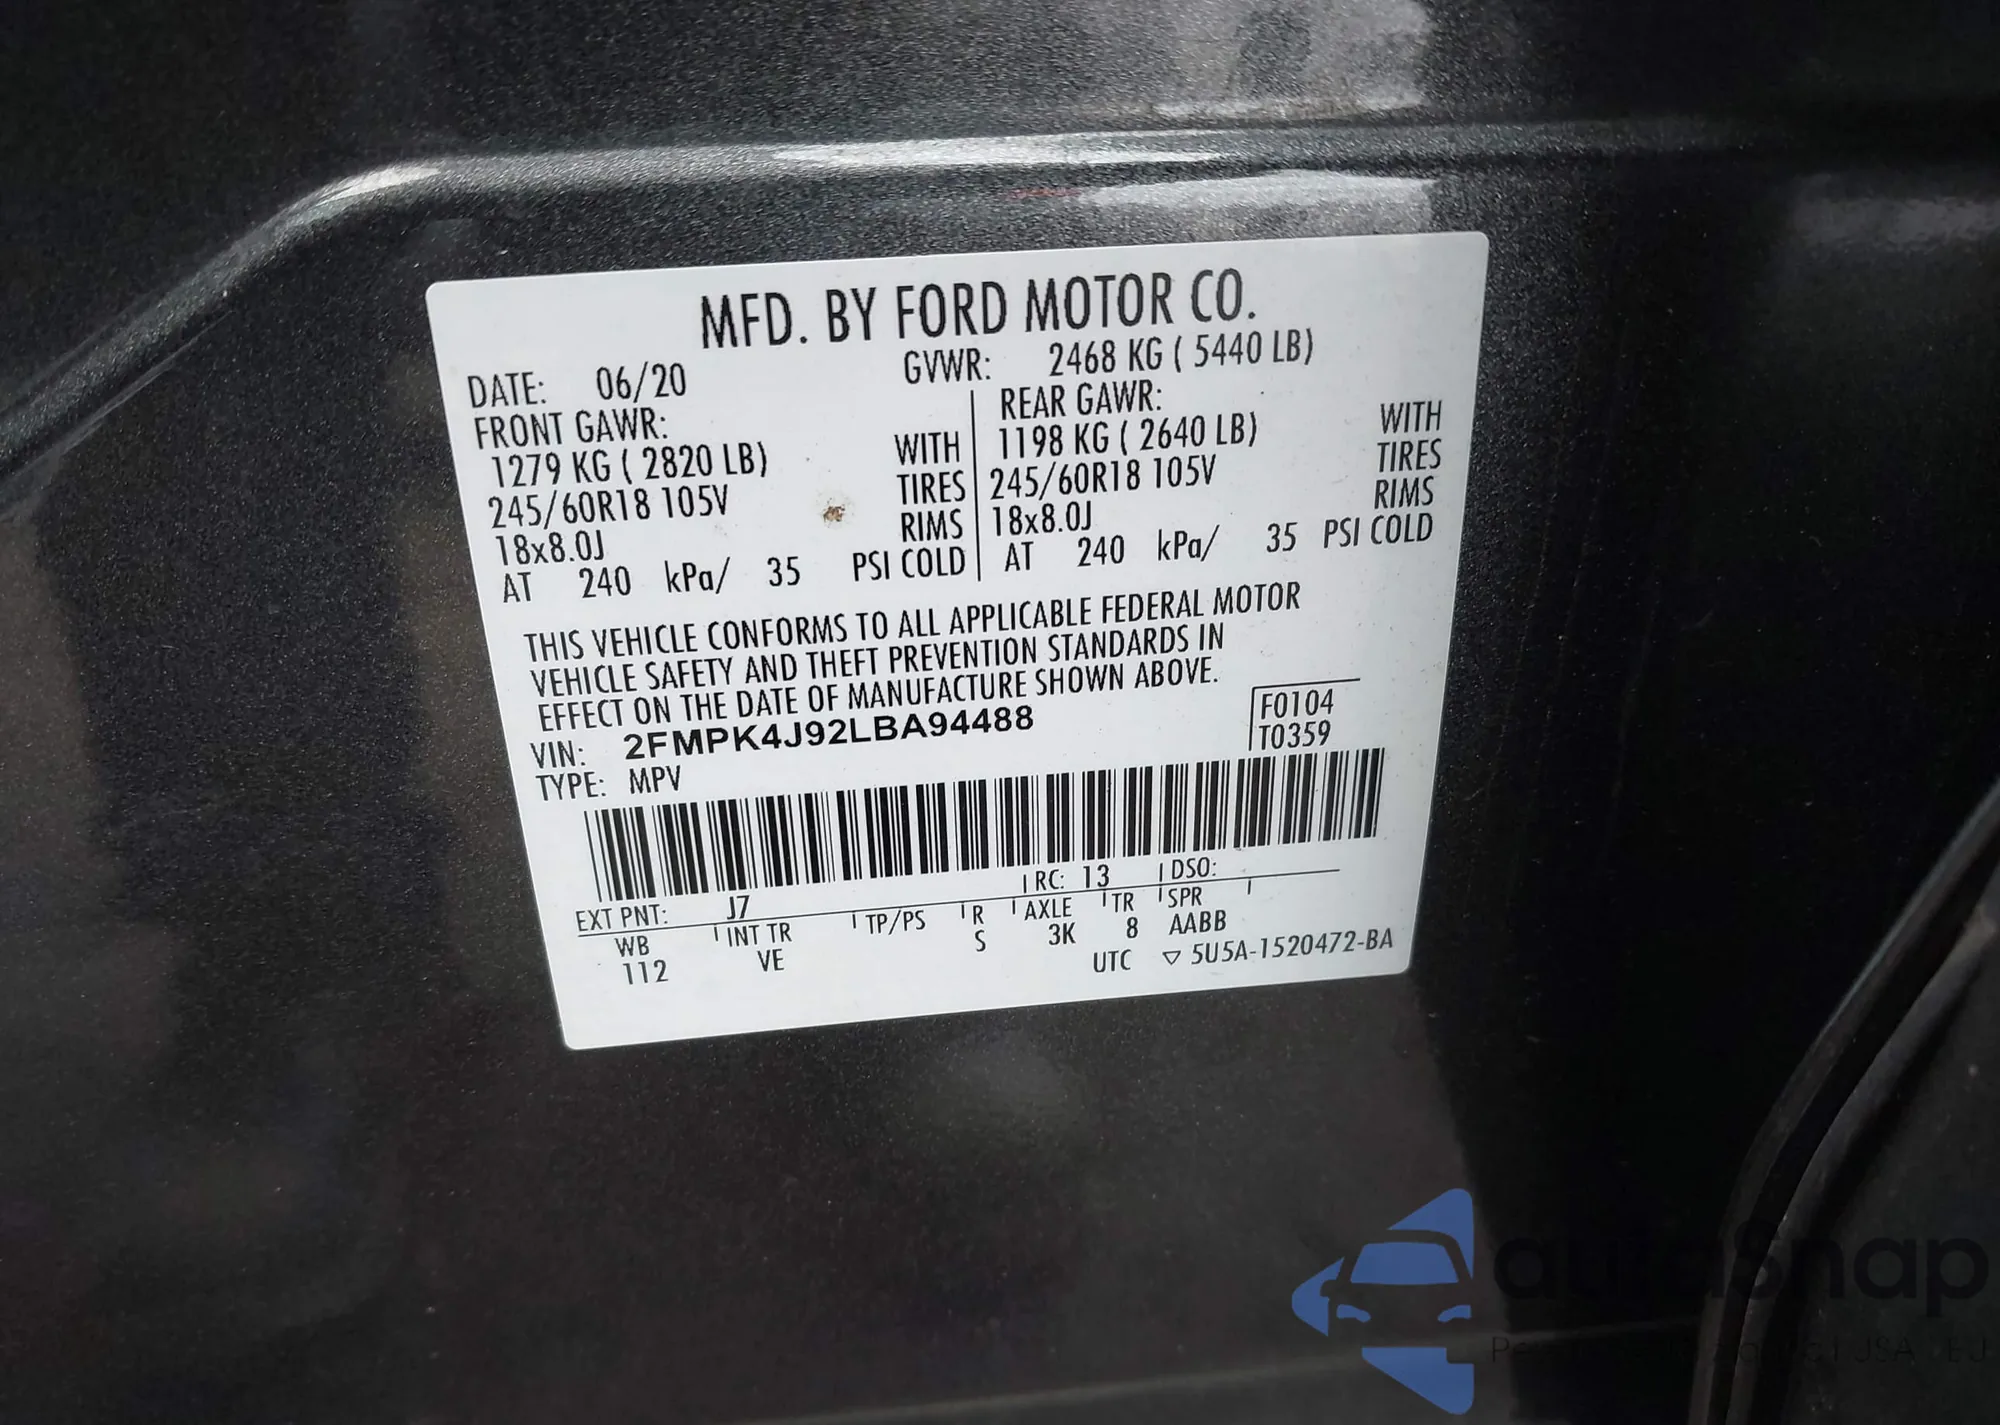 MFD. BY FORD MOTOR CO.
DATE: 06/20 GVWR: 2468 KG ( 5440 LB)
FRONT GAWR: REAR GAWR:
1279 KG ( 2820 LB) WITH 1198 KG ( 2640 LB) WITH
245/60R18 105V TIRES 245/60R18 105V TIRES
18x8.0J RIMS 18x8.0J RIMS
AT 240 kPa/ 35 PSI COLD AT 240 kPa/ 35 PSI COLD
THIS VEHICLE CONFORMS TO ALL APPLICABLE FEDERAL MOTOR
VEHICLE SAFETY AND THEFT PREVENTION STANDARDS IN
EFFECT ON THE DATE OF MANUFACTURE SHOWN ABOVE.
VIN: 2FMPK4J92LBA94488 F0104
TYPE: MPV T0359
EXT PNT: J7 RC: 13 DSO:
WB INT TR TP/PS R AXLE TR SPR
112 VE S 3K 8 AABB
UTC ▽ 5U5A-1520472-BA
auraSnap